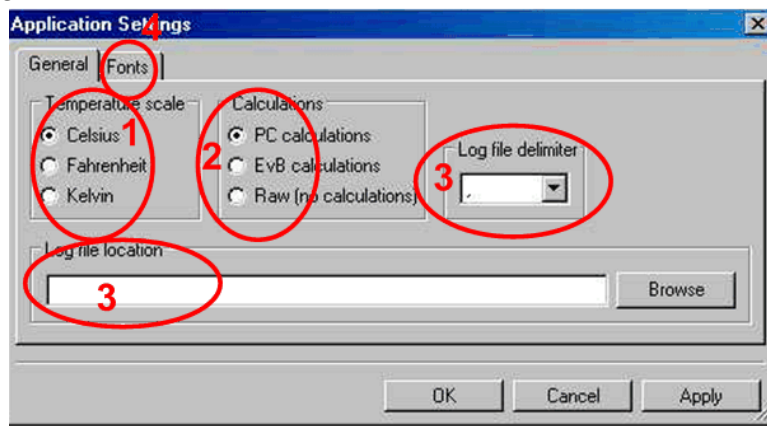 Application Settings
4
General Fonts
Temperature scale Calculations
Celsius 1 PC calculations
Log file delimiter
Fahrenheit 2 EvB calculations
3 ,
Kelvin Raw (no calculations)
Log file location
3 Browse
OK Cancel Apply